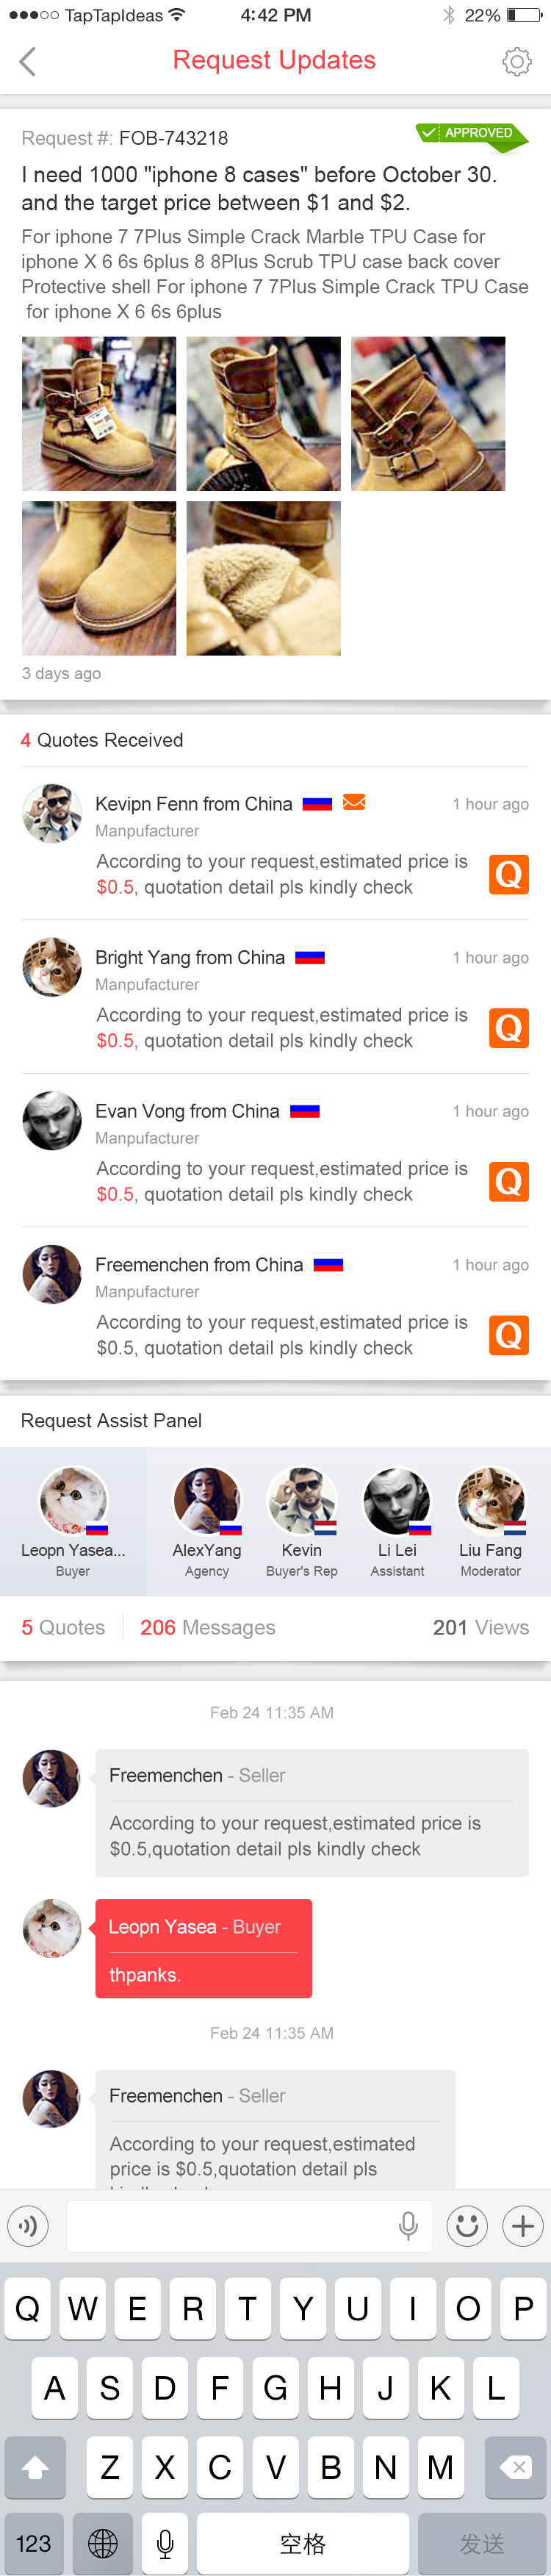 TapTapIdeas
4:42 PM
22%
Request Updates
Request #: FOB-743218
APPROVED
I need 1000 "iphone 8 cases" before October 30.
and the target price between $1 and $2.
For iphone 7 7Plus Simple Crack Marble TPU Case for
iphone X 6 6s 6plus 8 8Plus Scrub TPU case back cover
Protective shell For iphone 7 7Plus Simple Crack TPU Case
for iphone X 6 6s 6plus
3 days ago
4 Quotes Received
Kevipn Fenn from China
1 hour ago
Manpufacturer
According to your request,estimated price is
$0.5, quotation detail pls kindly check
Q
Bright Yang from China
1 hour ago
Manpufacturer
According to your request,estimated price is
$0.5, quotation detail pls kindly check
Q
Evan Vong from China
1 hour ago
Manpufacturer
According to your request,estimated price is
$0.5, quotation detail pls kindly check
Q
Freemenchen from China
1 hour ago
Manpufacturer
According to your request,estimated price is
$0.5, quotation detail pls kindly check
Q
Request Assist Panel
Leopn Yasea... AlexYang Kevin Li Lei Liu Fang
Buyer Agency Buyer's Rep Assistant Moderator
5 Quotes 206 Messages 201 Views
Feb 24 11:35 AM
Freemenchen - Seller
According to your request,estimated price is
$0.5,quotation detail pls kindly check
Leopn Yasea - Buyer
thpanks.
Feb 24 11:35 AM
Freemenchen - Seller
According to your request,estimated
price is $0.5,quotation detail pls
Q W E R T Y U I O P
A S D F G H J K L
Z X C V B N M
123 空格 发送